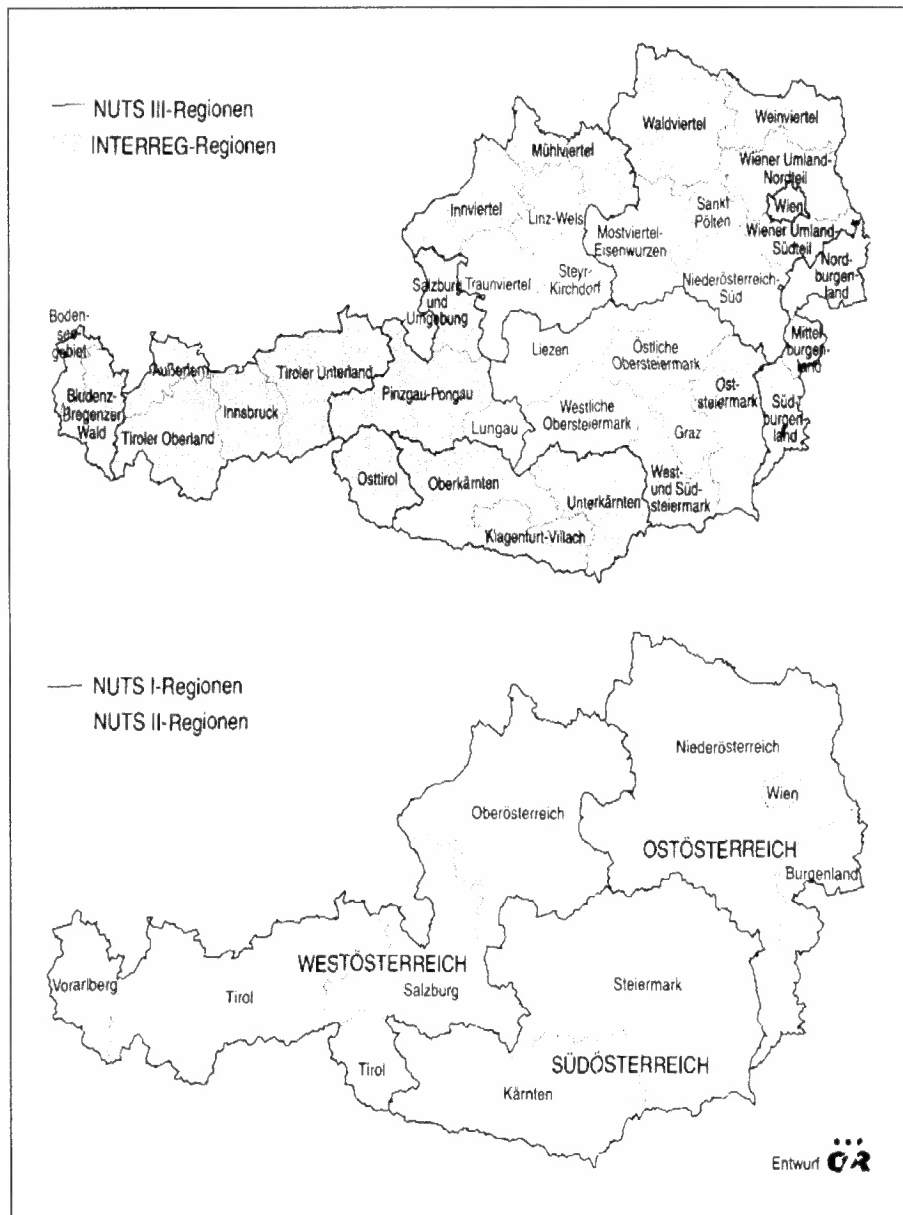 NUTS III-Regionen
INTERREG-Regionen
Waldviertel
Weinviertel
Mühlviertel
Wiener Umland-
Nordteil
Innviertel
Linz-Wels
Sankt
Pölten
Wien
Mostviertel-
Eisenwurzen
Wiener Umland-
Südteil
Nord-
burgen-
land
Salzburg
und
Umgebung
Traunviertel
Steyr-
Kirchdorf
Niederösterreich-
Süd
Boden-
see-
gebiet
Mittel-
burgen-
land
Außerfern
Tiroler Unterland
Liezen
Östliche
Obersteiermark
Bludenz-
Bregenzer
Wald
Tiroler Oberland
Innsbruck
Pinzgau-Pongau
Lungau
Westliche
Obersteiermark
Ost-
steiermark
Süd-
burgen-
land
Graz
Osttirol
Oberkärnten
Unterkärnten
West-
und Süd-
steiermark
Klagenfurt-Villach
NUTS I-Regionen
NUTS II-Regionen
Niederösterreich
Wien
Oberösterreich
OSTÖSTERREICH
Burgenland
WESTÖSTERREICH
Vorarlberg
Tirol
Salzburg
Steiermark
Tirol
SÜDÖSTERREICH
Kärnten
Entwurf ÖIR